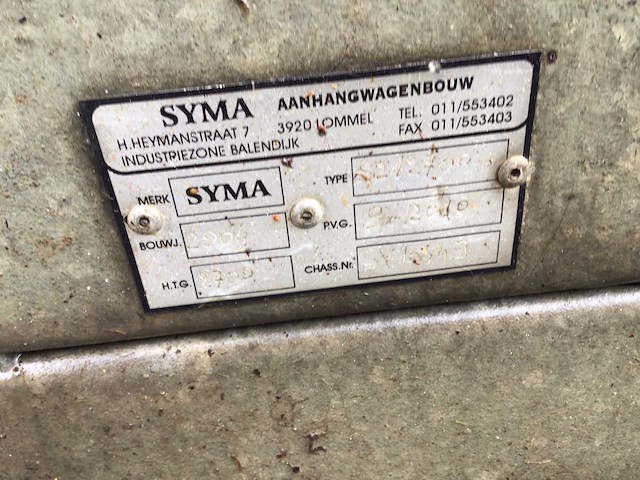 SYMA AANHANGWAGENBOUW
H.HEYMANSTRAAT 7 3920 LOMMEL TEL. 011/553402
INDUSTRIEZONE BALENDIJK FAX 011/553403
MERK SYMA TYPE
BOUWJ. P.V.G.
H.T.G. CHASS.Nr.